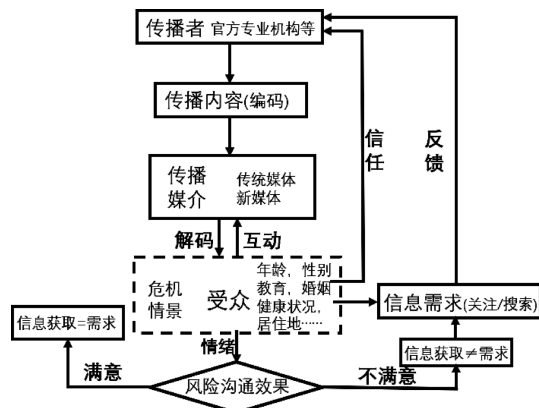 传播者 官方专业机构等
传播内容(编码)
信任
反馈
传播
媒介
传统媒体
新媒体
解码
互动
危机
情景
受众
年龄，性别
教育，婚姻
健康状况，
居住地……
信息需求(关注/搜索)
信息获取=需求
情绪
信息获取≠需求
满意
风险沟通效果
不满意